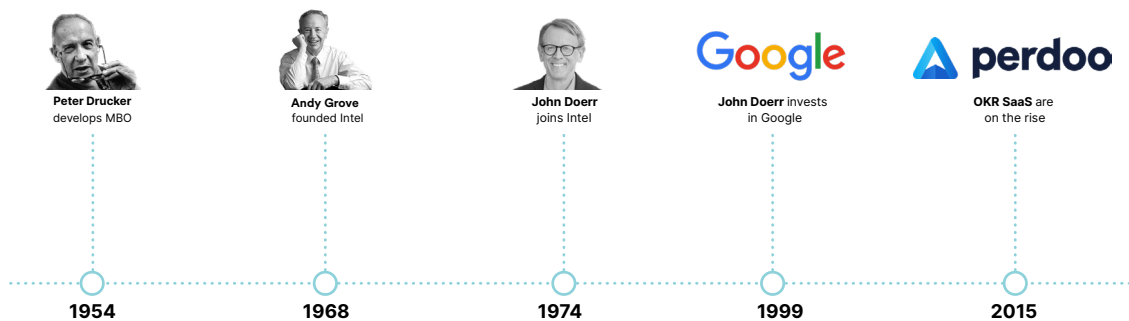 Google
perdoo
Peter Drucker
develops MBO
Andy Grove
founded Intel
John Doerr
joins Intel
John Doerr invests
in Google
OKR SaaS are
on the rise
1954
1968
1974
1999
2015